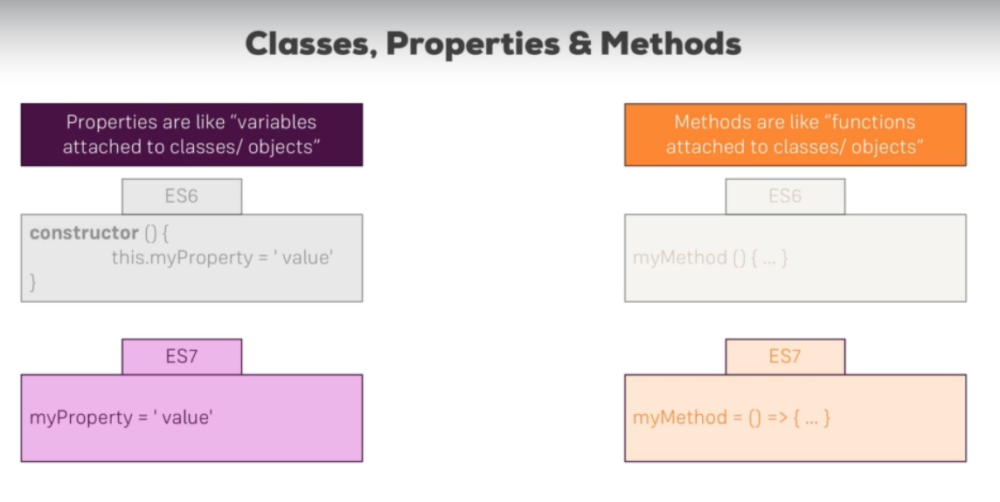 Classes, Properties & Methods
Properties are like “variables
attached to classes/ objects”
ES6
constructor () {
this.myProperty = ' value'
}
ES7
myProperty = ' value'
Methods are like “functions
attached to classes/ objects”
ES6
myMethod () { ... }
ES7
myMethod = () => { ... }